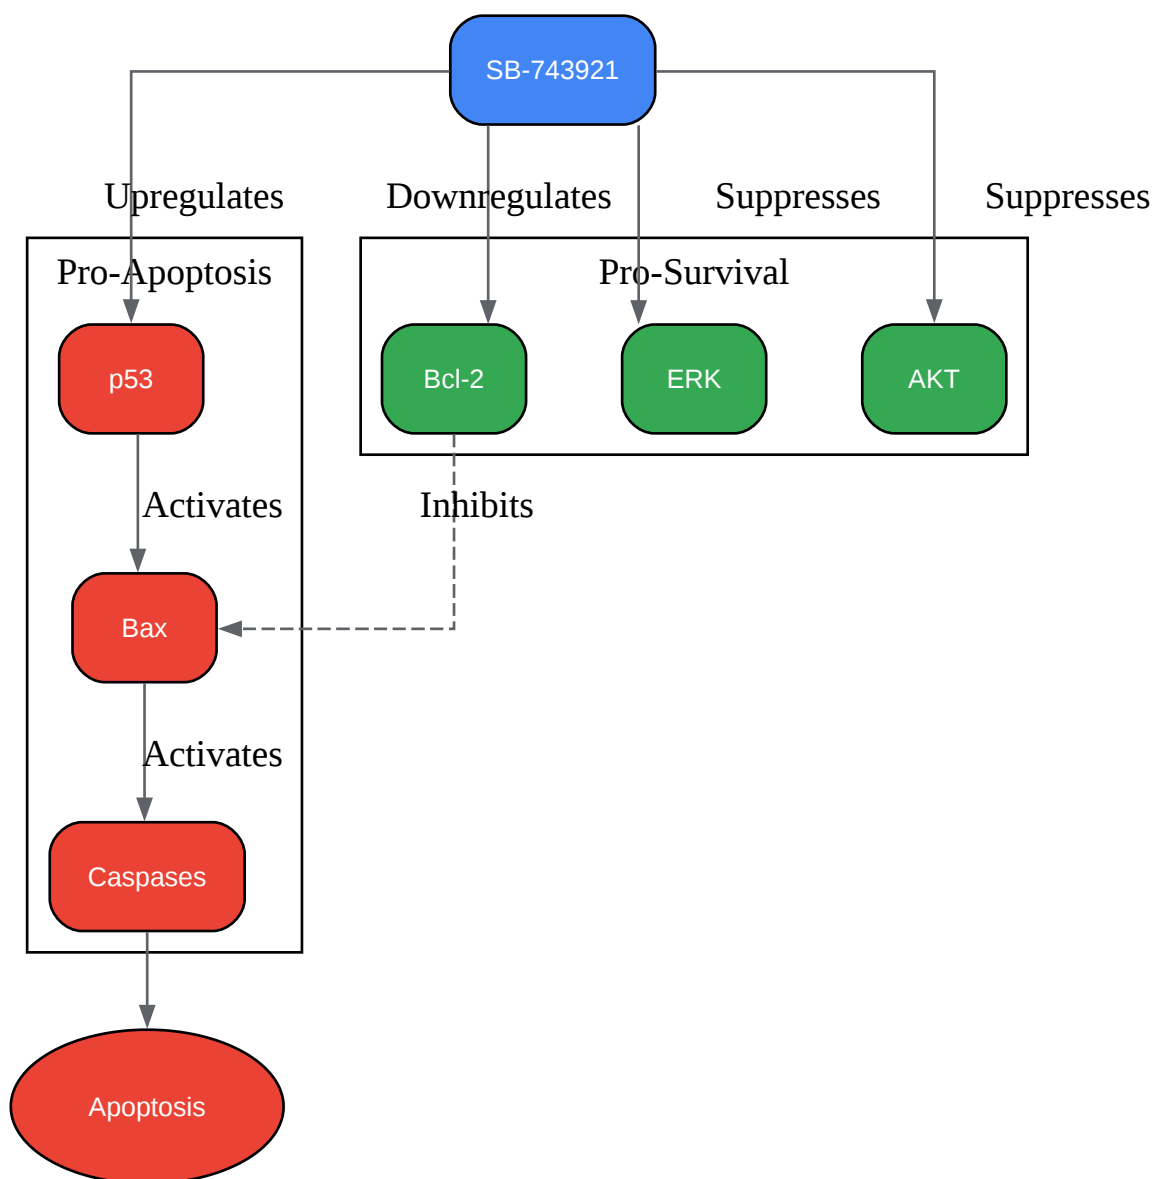 SB-743921
Upregulates
Downregulates
Suppresses
Suppresses
Pro-Apoptosis
Pro-Survival
p53
Bcl-2
ERK
AKT
Activates
Inhibits
Bax
Activates
Caspases
Apoptosis